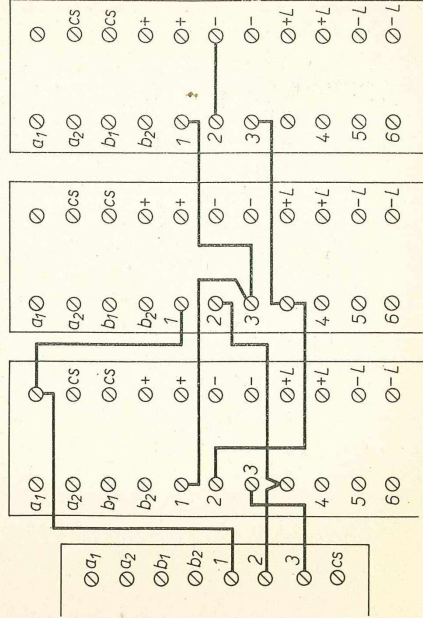 cs cs + + - - +L +L -L -L
a1 a2 b1 b2 1 2 3 4 5 6
cs cs + + - - +L +L -L -L
a1 a2 b1 b2 1 2 3 4 5 6
cs cs + + - - +L +L -L -L
a1 a2 b1 b2 1 2 3 4 5 6
a1 a2 b1 b2 1 2 3 cs